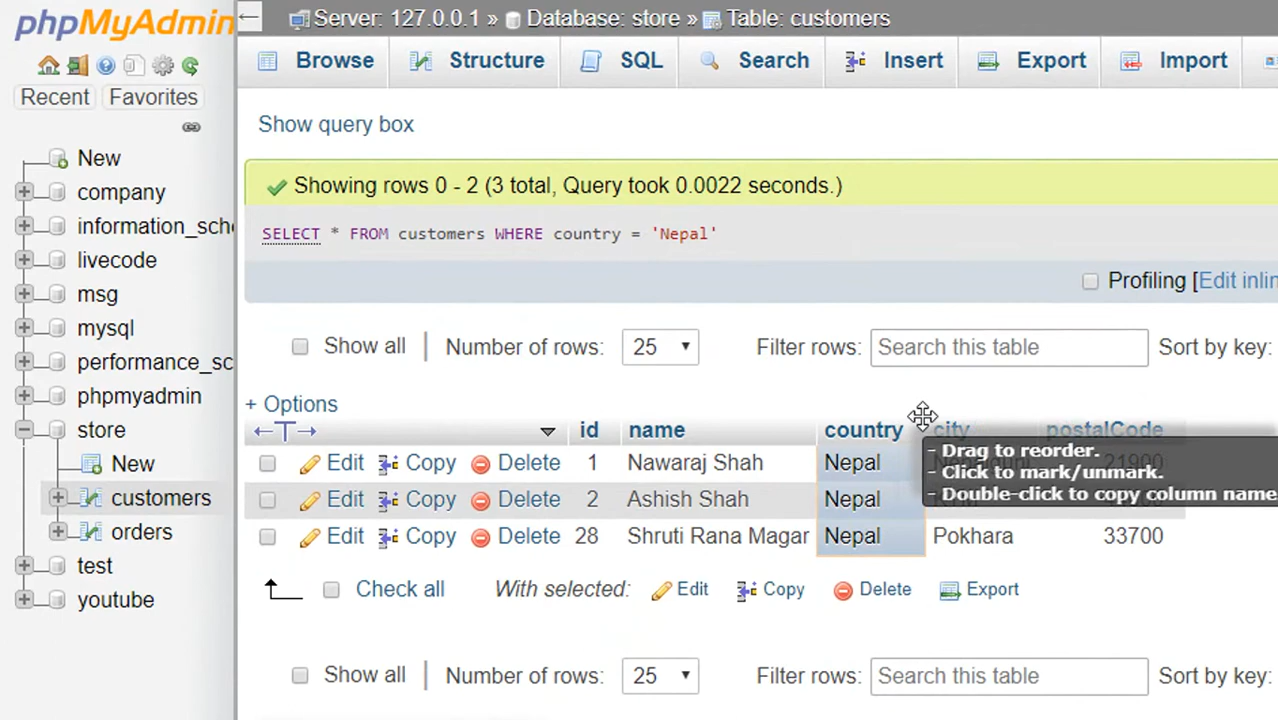 phpMyAdmin
Server: 127.0.0.1 » Database: store » Table: customers
Recent Favorites
Browse Structure SQL Search Insert Export Import
Show query box
Showing rows 0 - 2 (3 total, Query took 0.0022 seconds.)
SELECT * FROM customers WHERE country = 'Nepal'
Profiling [Edit inlin
Show all Number of rows: 25 Filter rows: Search this table Sort by key:
+ Options
←T→ id name country city postalCode
Edit Copy Delete 1 Nawaraj Shah Nepal 21900
Edit Copy Delete 2 Ashish Shah Nepal
Edit Copy Delete 28 Shruti Rana Magar Nepal Pokhara 33700
- Drag to reorder.
- Click to mark/unmark.
- Double-click to copy column name
Check all With selected: Edit Copy Delete Export
Show all Number of rows: 25 Filter rows: Search this table Sort by key:
New
company
information_sche
livecode
msg
mysql
performance_sc
phpmyadmin
store
New
customers
orders
test
youtube